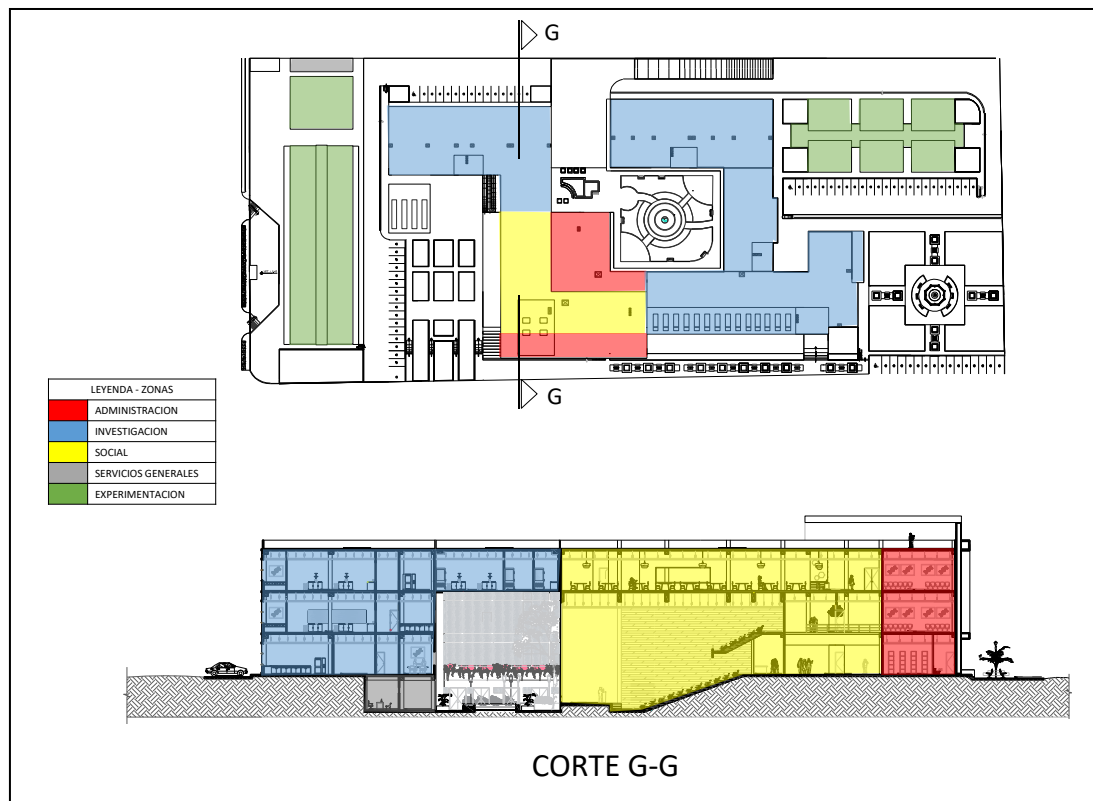 G
G
LEYENDA - ZONAS
ADMINISTRACION
INVESTIGACION
SOCIAL
SERVICIOS GENERALES
EXPERIMENTACION
CORTE G-G